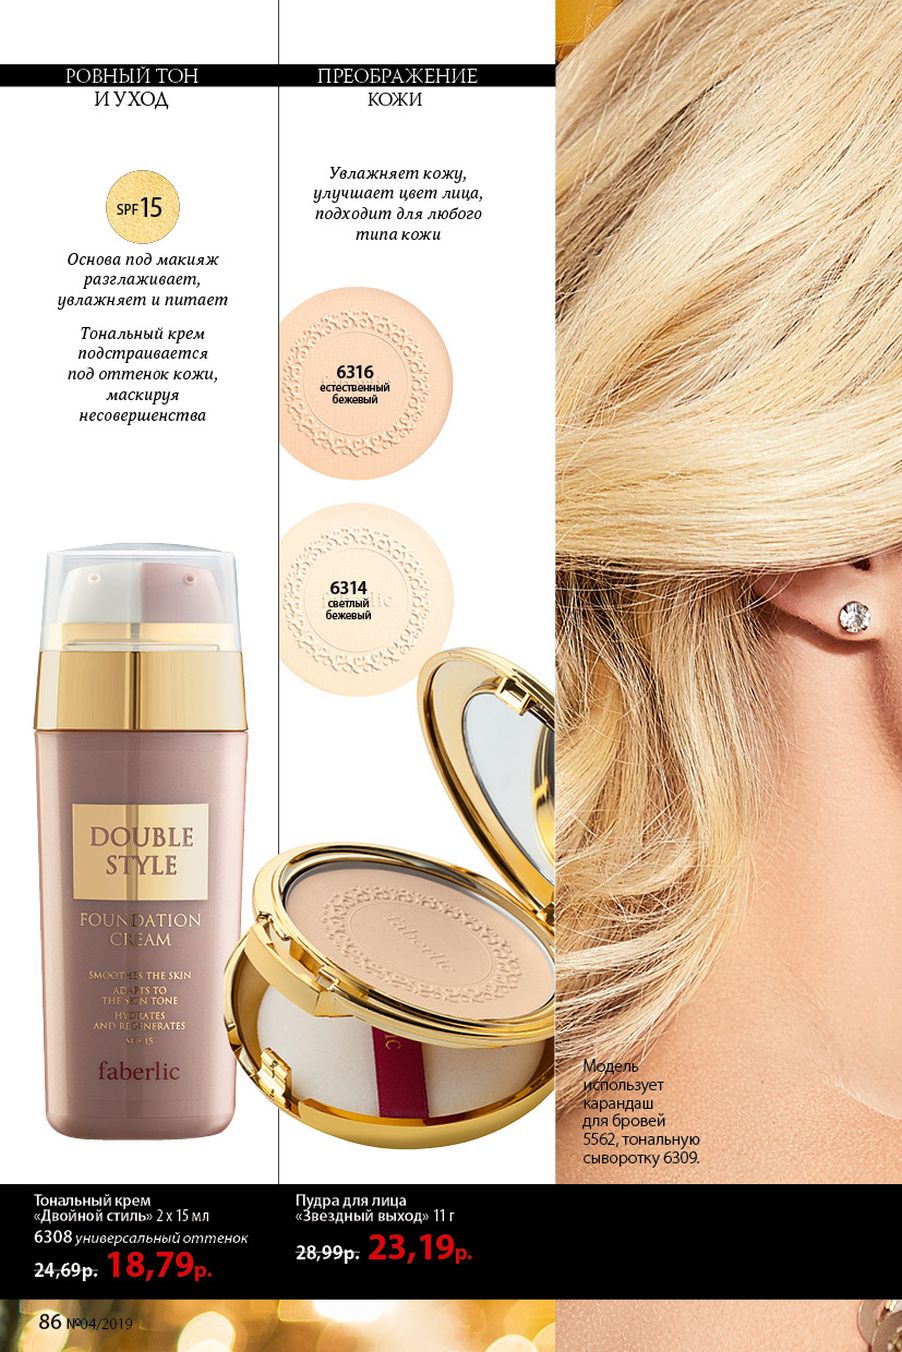 РОВНЫЙ ТОН
И УХОД
SPF15
Основа под макияж
разглаживает,
увлажняет и питает
Тональный крем
подстраивается
под оттенок кожи,
маскируя
несовершенства
ПРЕОБРАЖЕНИЕ
КОЖИ
Увлажняет кожу,
улучшает цвет лица,
подходит для любого
типа кожи
6316
естественный
бежевый
6314
светлый
бежевый
DOUBLE
STYLE
FOUNDATION
CREAM
SMOOTHES THE SKIN
ADAPTS TO
THE SKIN TONE
HYDRATES
AND REGENERATES
SPF 15
faberlic
faberlic
Модель
использует
карандаш
для бровей
5562, тональную
сыворотку 6309.
Тональный крем
«Двойной стиль» 2 x 15 мл
6308 универсальный оттенок
24,69р. 18,79р.
Пудра для лица
«Звездный выход» 11 г
28,99р. 23,19р.
86 №04/2019